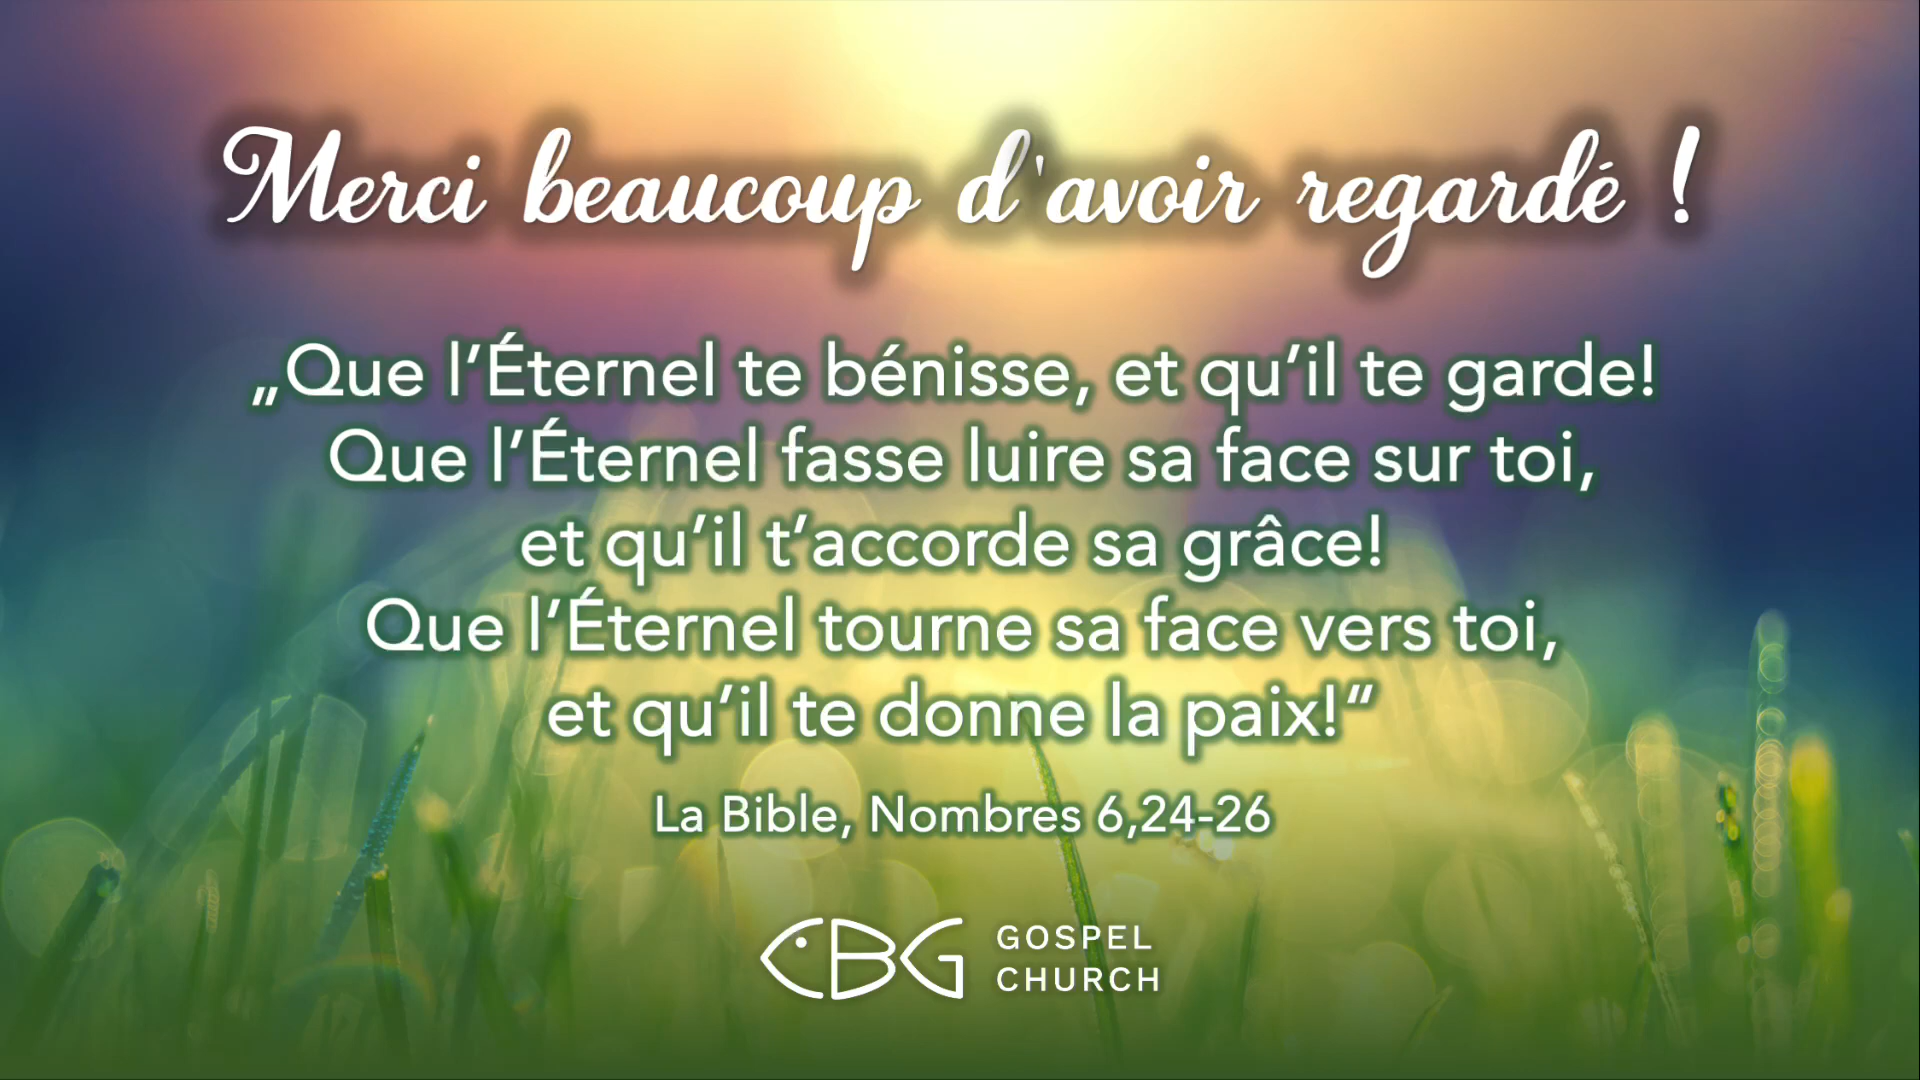 Merci beaucoup d'avoir regardé !
„Que l’Éternel te bénisse, et qu’il te garde!
Que l’Éternel fasse luire sa face sur toi,
et qu’il t’accorde sa grâce!
Que l’Éternel tourne sa face vers toi,
et qu’il te donne la paix!“
La Bible, Nombres 6,24-26
CBG GOSPEL
CHURCH